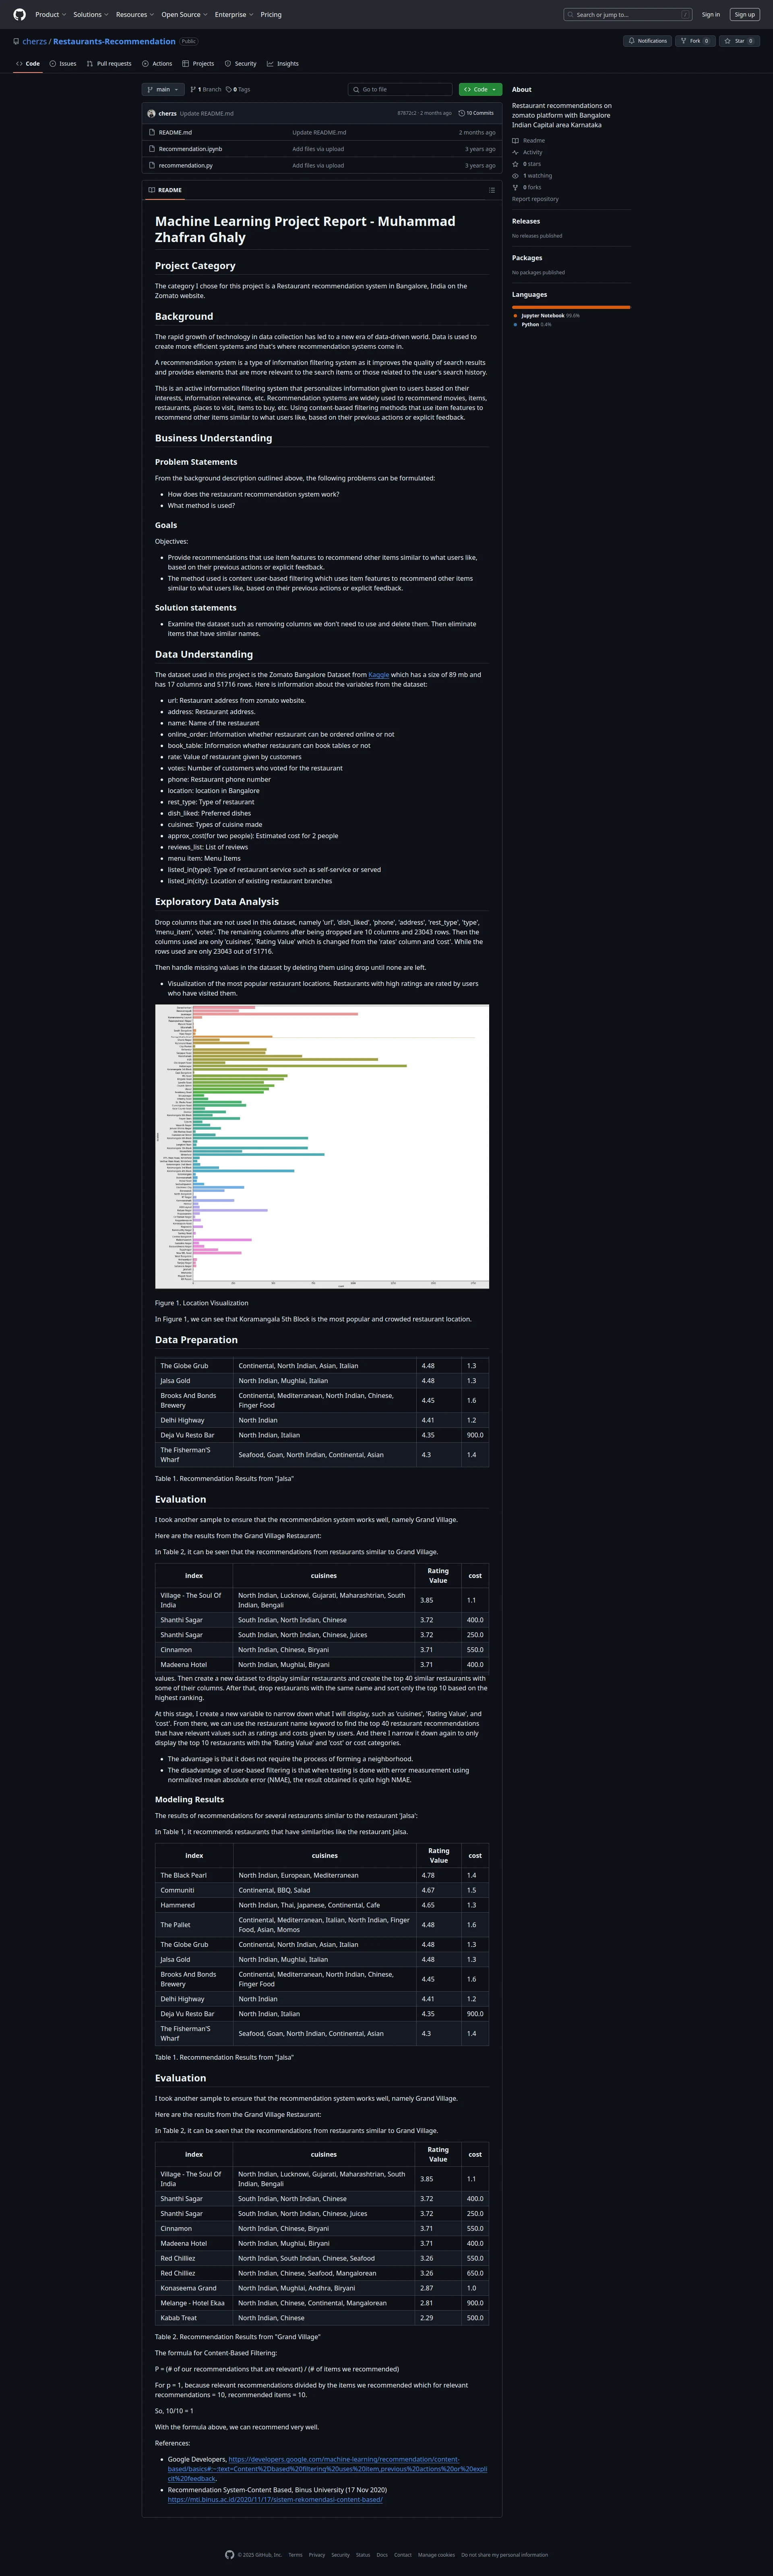 Product Solutions Resources Open Source Enterprise Pricing Search or jump to... / Sign in Sign up
cherzs / Restaurants-Recommendation Public Notifications Fork 0 Star 0
Code Issues Pull requests Actions Projects Security Insights
main 1 Branch 0 Tags Go to file Code
cherzs Update README.md 87872c2 · 2 months ago 10 Commits
README.md Update README.md 2 months ago
Recommendation.ipynb Add files via upload 3 years ago
recommendation.py Add files via upload 3 years ago
About
Restaurant recommendations on
zomato platform with Bangalore
Indian Capital area Karnataka
Readme
Activity
0 stars
1 watching
0 forks
Report repository
Releases
No releases published
Packages
No packages published
Languages
Jupyter Notebook 99.6%
Python 0.4%
README
Machine Learning Project Report - Muhammad
Zhafran Ghaly
Project Category
The category I chose for this project is a Restaurant recommendation system in Bangalore, India on the
Zomato website.
Background
The rapid growth of technology in data collection has led to a new era of data-driven world. Data is used to
create more efficient systems and that's where recommendation systems come in.
A recommendation system is a type of information filtering system as it improves the quality of search results
and provides elements that are more relevant to the search items or those related to the user's search history.
This is an active information filtering system that personalizes information given to users based on their
interests, information relevance, etc. Recommendation systems are widely used to recommend movies, items,
restaurants, places to visit, items to buy, etc. Using content-based filtering methods that use item features to
recommend other items similar to what users like, based on their previous actions or explicit feedback.
Business Understanding
Problem Statements
From the background description outlined above, the following problems can be formulated:
• How does the restaurant recommendation system work?
• What method is used?
Goals
Objectives:
• Provide recommendations that use item features to recommend other items similar to what users like,
based on their previous actions or explicit feedback.
• The method used is content user-based filtering which uses item features to recommend other items
similar to what users like, based on their previous actions or explicit feedback.
Solution statements
• Examine the dataset such as removing columns we don't need to use and delete them. Then eliminate
items that have similar names.
Data Understanding
The dataset used in this project is the Zomato Bangalore Dataset from Kaggle which has a size of 89 mb and
has 17 columns and 51716 rows. Here is information about the variables from the dataset:
• url: Restaurant address from zomato website.
• address: Restaurant address.
• name: Name of the restaurant
• online_order: Information whether restaurant can be ordered online or not
• book_table: Information whether restaurant can book tables or not
• rate: Value of restaurant given by customers
• votes: Number of customers who voted for the restaurant
• phone: Restaurant phone number
• location: location in Bangalore
• rest_type: Type of restaurant
• dish_liked: Preferred dishes
• cuisines: Types of cuisine made
• approx_cost(for two people): Estimated cost for 2 people
• reviews_list: List of reviews
• menu item: Menu Items
• listed_in(type): Type of restaurant service such as self-service or served
• listed_in(city): Location of existing restaurant branches
Exploratory Data Analysis
Drop columns that are not used in this dataset, namely 'url', 'dish_liked', 'phone', 'address', 'rest_type', 'type',
'menu_item', 'votes'. The remaining columns after being dropped are 10 columns and 23043 rows. Then the
columns used are only 'cuisines', 'Rating Value' which is changed from the 'rates' column and 'cost'. While the
rows used are only 23043 out of 51716.
Then handle missing values in the dataset by deleting them using drop until none are left.
• Visualization of the most popular restaurant locations. Restaurants with high ratings are rated by users
who have visited them.
Figure 1. Location Visualization
In Figure 1, we can see that Koramangala 5th Block is the most popular and crowded restaurant location.
Data Preparation
The Globe Grub Continental, North Indian, Asian, Italian 4.48 1.3
Jalsa Gold North Indian, Mughlai, Italian 4.48 1.3
Brooks And Bonds Brewery Continental, Mediterranean, North Indian, Chinese, Finger Food 4.45 1.6
Delhi Highway North Indian 4.41 1.2
Deja Vu Resto Bar North Indian, Italian 4.35 900.0
The Fisherman'S Wharf Seafood, Goan, North Indian, Continental, Asian 4.3 1.4
Table 1. Recommendation Results from "Jalsa"
Evaluation
I took another sample to ensure that the recommendation system works well, namely Grand Village.
Here are the results from the Grand Village Restaurant:
In Table 2, it can be seen that the recommendations from restaurants similar to Grand Village.
index cuisines Rating Value cost
Village - The Soul Of India North Indian, Lucknowi, Gujarati, Maharashtrian, South Indian, Bengali 3.85 1.1
Shanthi Sagar South Indian, North Indian, Chinese 3.72 400.0
Shanthi Sagar South Indian, North Indian, Chinese, Juices 3.72 250.0
Cinnamon North Indian, Chinese, Biryani 3.71 550.0
Madeena Hotel North Indian, Mughlai, Biryani 3.71 400.0
values. Then create a new dataset to display similar restaurants and create the top 40 similar restaurants with
some of their columns. After that, drop restaurants with the same name and sort only the top 10 based on the
highest ranking.
At this stage, I create a new variable to narrow down what I will display, such as 'cuisines', 'Rating Value', and
'cost'. From there, we can use the restaurant name keyword to find the top 40 restaurant recommendations
that have relevant values such as ratings and costs given by users. And there I narrow it down again to only
display the top 10 restaurants with the 'Rating Value' and 'cost' or cost categories.
• The advantage is that it does not require the process of forming a neighborhood.
• The disadvantage of user-based filtering is that when testing is done with error measurement using
normalized mean absolute error (NMAE), the result obtained is quite high NMAE.
Modeling Results
The results of recommendations for several restaurants similar to the restaurant 'Jalsa':
In Table 1, it recommends restaurants that have similarities like the restaurant Jalsa.
index cuisines Rating Value cost
The Black Pearl North Indian, European, Mediterranean 4.78 1.4
Communiti Continental, BBQ, Salad 4.67 1.5
Hammered North Indian, Thai, Japanese, Continental, Cafe 4.65 1.3
The Pallet Continental, Mediterranean, Italian, North Indian, Finger Food, Asian, Momos 4.48 1.6
The Globe Grub Continental, North Indian, Asian, Italian 4.48 1.3
Jalsa Gold North Indian, Mughlai, Italian 4.48 1.3
Brooks And Bonds Brewery Continental, Mediterranean, North Indian, Chinese, Finger Food 4.45 1.6
Delhi Highway North Indian 4.41 1.2
Deja Vu Resto Bar North Indian, Italian 4.35 900.0
The Fisherman'S Wharf Seafood, Goan, North Indian, Continental, Asian 4.3 1.4
Table 1. Recommendation Results from "Jalsa"
Evaluation
I took another sample to ensure that the recommendation system works well, namely Grand Village.
Here are the results from the Grand Village Restaurant:
In Table 2, it can be seen that the recommendations from restaurants similar to Grand Village.
index cuisines Rating Value cost
Village - The Soul Of India North Indian, Lucknowi, Gujarati, Maharashtrian, South Indian, Bengali 3.85 1.1
Shanthi Sagar South Indian, North Indian, Chinese 3.72 400.0
Shanthi Sagar South Indian, North Indian, Chinese, Juices 3.72 250.0
Cinnamon North Indian, Chinese, Biryani 3.71 550.0
Madeena Hotel North Indian, Mughlai, Biryani 3.71 400.0
Red Chilliez North Indian, South Indian, Chinese, Seafood 3.26 550.0
Red Chilliez North Indian, Chinese, Seafood, Mangalorean 3.26 650.0
Konaseema Grand North Indian, Mughlai, Andhra, Biryani 2.87 1.0
Melange - Hotel Ekaa North Indian, Chinese, Continental, Mangalorean 2.81 900.0
Kabab Treat North Indian, Chinese 2.29 500.0
Table 2. Recommendation Results from "Grand Village"
The formula for Content-Based Filtering:
P = (# of our recommendations that are relevant) / (# of items we recommended)
For p = 1, because relevant recommendations divided by the items we recommended which for relevant
recommendations = 10, recommended items = 10.
So, 10/10 = 1
With the formula above, we can recommend very well.
References:
• Google Developers, https://developers.google.com/machine-learning/recommendation/content-
based/basics#:~:text=Content%2Dbased%20filtering%20uses%20item,previous%20actions%20or%20expli
cit%20feedback.
• Recommendation System-Content Based, Binus University (17 Nov 2020)
https://mti.binus.ac.id/2020/11/17/sistem-rekomendasi-content-based/
© 2025 GitHub, Inc. Terms Privacy Security Status Docs Contact Manage cookies Do not share my personal information